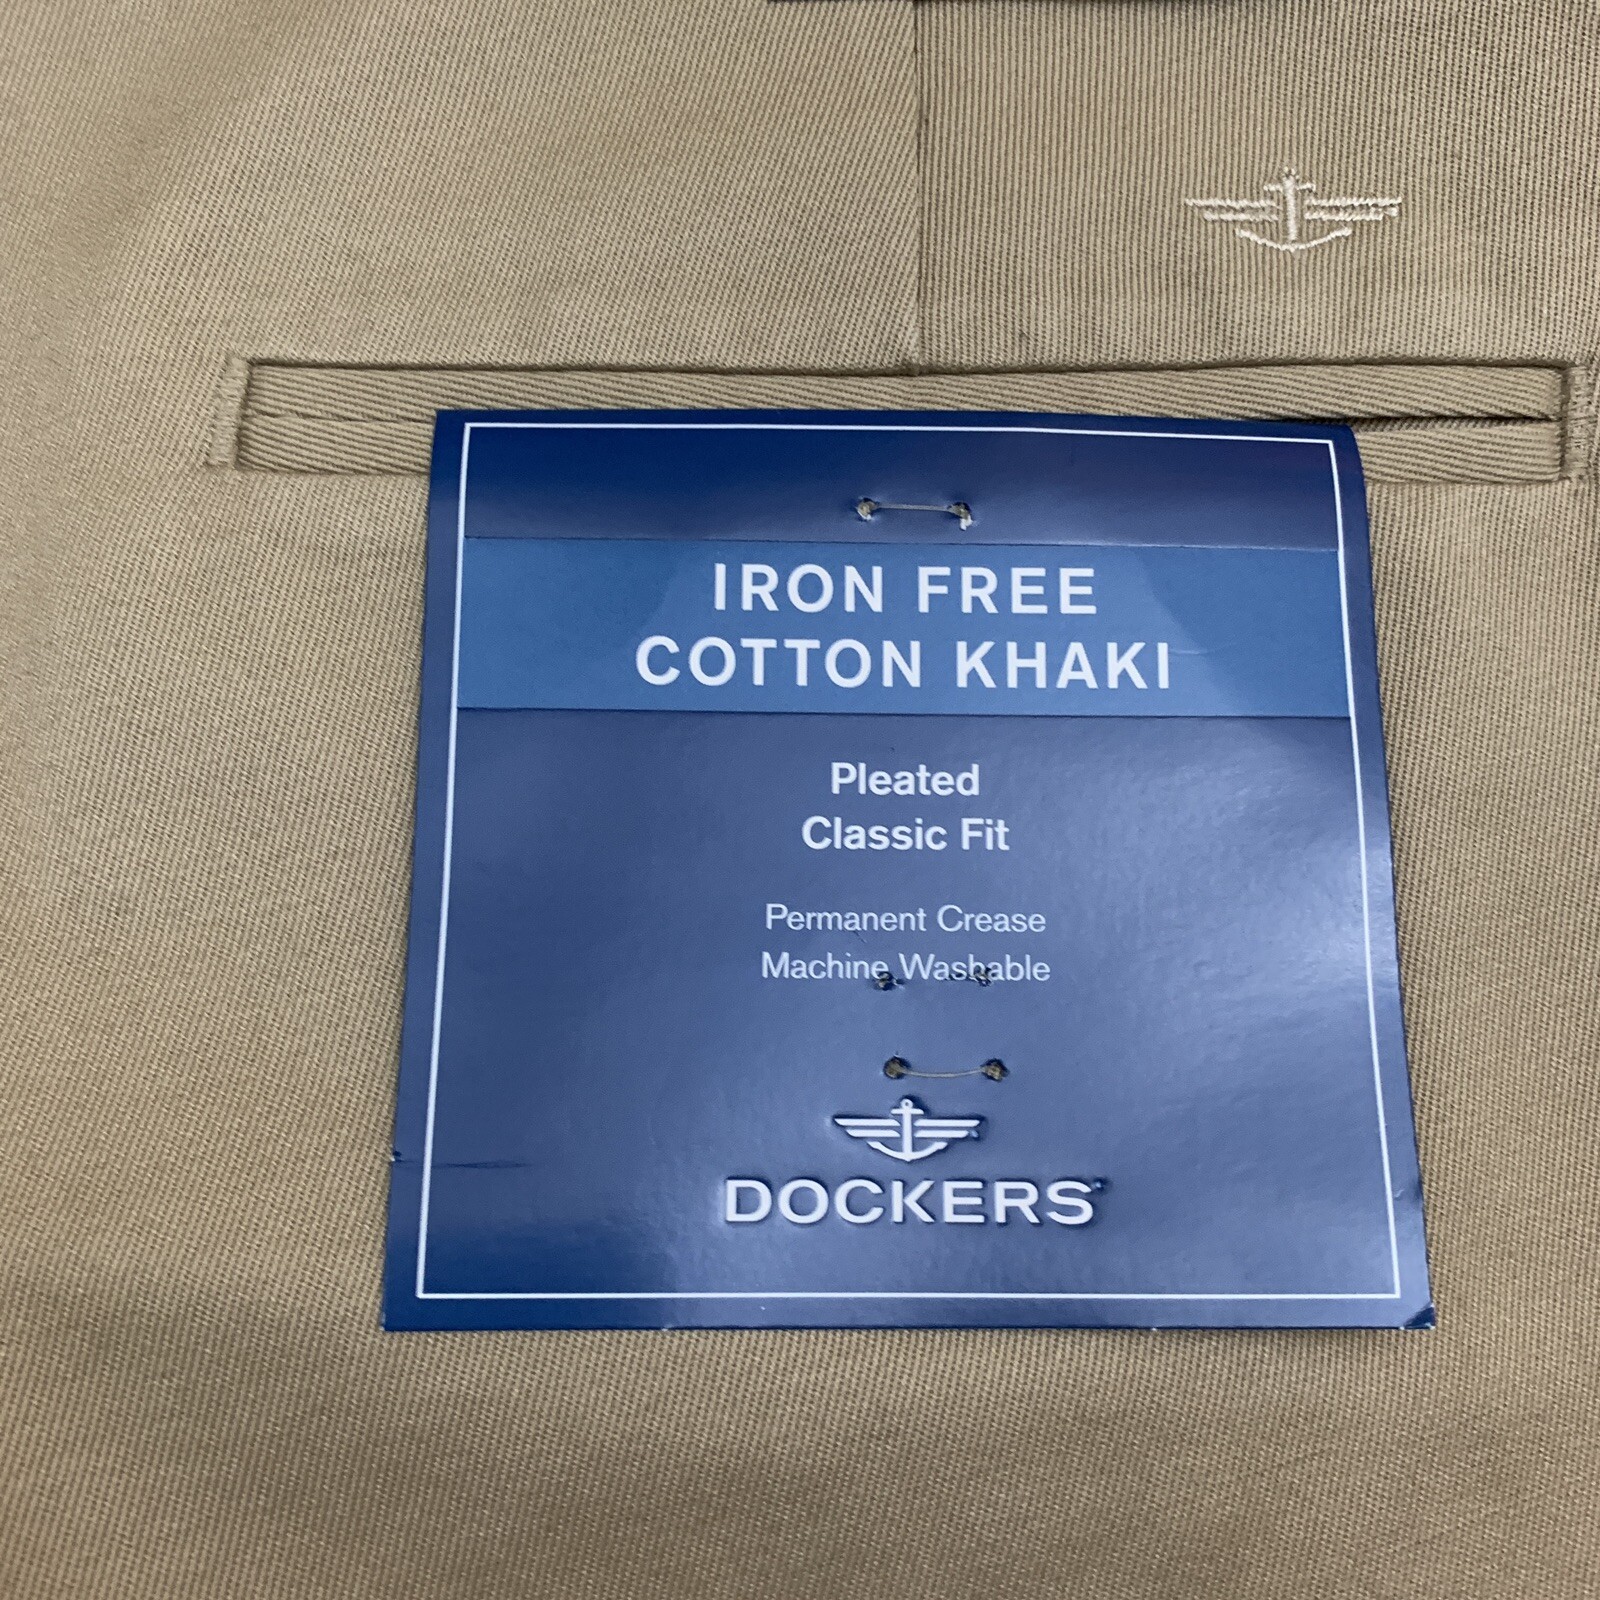 IRON FREE
COTTON KHAKI
Pleated
Classic Fit
Permanent Crease
Machine Washable
DOCKERS®